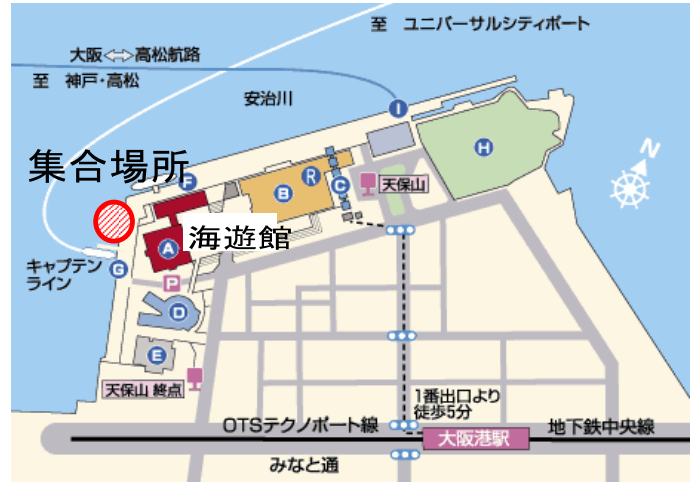 至 ユニバーサルシティポート
大阪⇔高松航路
至 神戸・高松
安治川
I
N
H
集合場所
F
B
R
C
天保山
A
海遊館
キャプテン
ライン
G
P
D
E
天保山 終点
1番出口より
徒歩5分
OTSテクノポート線
大阪港駅
地下鉄中央線
みなと通